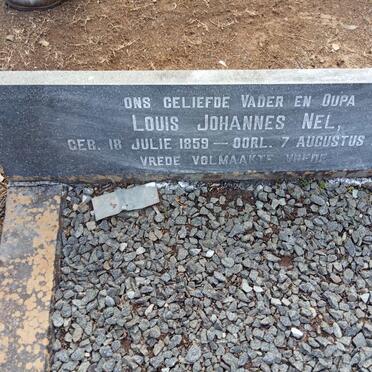 ONS GELIEFDE VADER EN OUPA
LOUIS JOHANNES NEL,
GEB. 18 JULIE 1859 — OORL. 7 AUGUSTUS
VREDE VOLMAAKTE VREDE